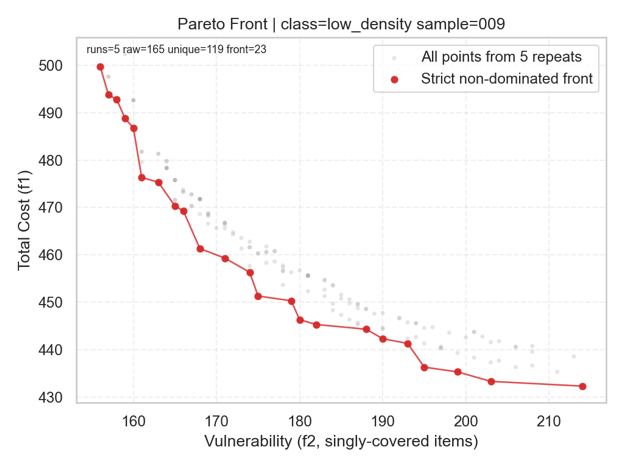 Pareto Front | class=low_density sample=009
runs=5 raw=165 unique=119 front=23
All points from 5 repeats
Strict non-dominated front
Total Cost (f1)
500
490
480
470
460
450
440
430
160 170 180 190 200 210
Vulnerability (f2, singly-covered items)